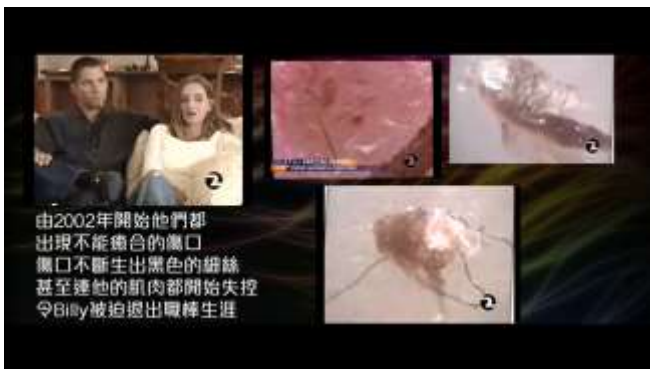 由2002年開始他們都
出現不能癒合的傷口
傷口不斷生出黑色的細絲
甚至連他的肌肉都開始失控
令Billy被迫退出職棒生涯